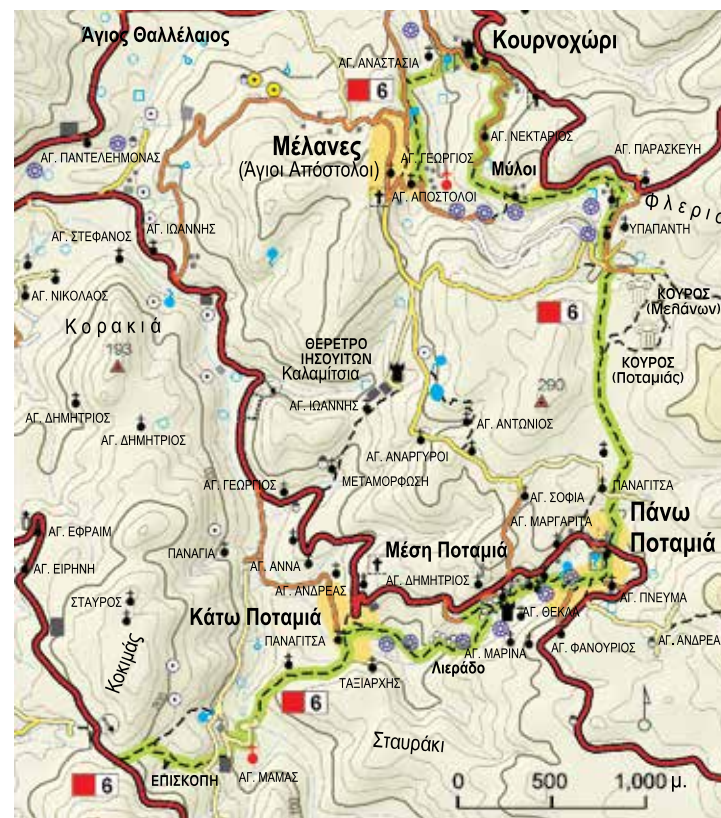 Άγιος Θαλλέλαιος
Κουρνοχώρι
ΑΓ. ΑΝΑΣΤΑΣΙΑ
6
Μέλανες
(Άγιοι Απόστολοι)
ΑΓ. ΝΕΚΤΑΡΙΟΣ
ΑΓ. ΠΑΡΑΣΚΕΥΗ
ΑΓ. ΠΑΝΤΕΛΕΗΜΟΝΑΣ
ΑΓ. ΓΕΩΡΓΙΟΣ
Μύλοι
ΑΓ. ΑΠΟΣΤΟΛΟΙ
Φλεριο
ΑΓ. ΣΤΕΦΑΝΟΣ
ΑΓ. ΙΩΑΝΝΗΣ
ΥΠΑΠΑΝΤΗ
ΑΓ. ΝΙΚΟΛΑΟΣ
ΚΟΥΡΟΣ
(Μελάνων)
6
Κορακιά
193
ΘΕΡΕΤΡΟ
ΙΗΣΟΥΙΤΩΝ
Καλαμίτσια
ΚΟΥΡΟΣ
(Ποταμιάς)
290
ΑΓ. ΔΗΜΗΤΡΙΟΣ
ΑΓ. ΙΩΑΝΝΗΣ
ΑΓ. ΑΝΤΩΝΙΟΣ
ΑΓ. ΔΗΜΗΤΡΙΟΣ
ΑΓ. ΑΝΑΡΓΥΡΟΙ
ΜΕΤΑΜΟΡΦΩΣΗ
ΑΓ. ΓΕΩΡΓΙΟΣ
ΠΑΝΑΓΙΤΣΑ
ΑΓ. ΣΟΦΙΑ
Πάνω
Ποταμιά
ΑΓ. ΜΑΡΓΑΡΙΤΑ
ΑΓ. ΕΦΡΑΙΜ
ΠΑΝΑΓΙΑ
Μέση Ποταμιά
ΑΓ. ΕΙΡΗΝΗ
ΑΓ. ΑΝΝΑ
ΑΓ. ΔΗΜΗΤΡΙΟΣ
ΑΓ. ΑΝΔΡΕΑΣ
ΑΓ. ΠΝΕΥΜΑ
ΣΤΑΥΡΟΣ
Κάτω Ποταμιά
ΑΓ. ΘΕΚΛΑ
ΠΑΝΑΓΙΤΣΑ
ΑΓ. ΜΑΡΙΝΑ
ΑΓ. ΦΑΝΟΥΡΙΟΣ
ΑΓ. ΑΝΔΡΕΑ
Κοκιμάς
Λιεράδο
ΤΑΞΙΑΡΧΗΣ
6
Σταυράκι
ΕΠΙΣΚΟΠΗ
ΑΓ. ΜΑΜΑΣ
6
0 500 1,000 μ.